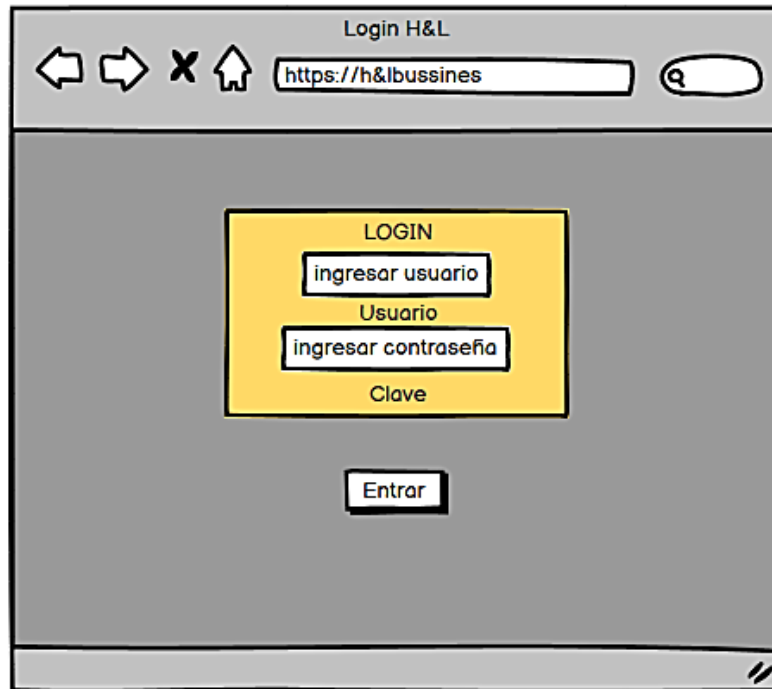 Login H&L
https://h&lbussines
LOGIN
ingresar usuario
Usuario
ingresar contraseña
Clave
Entrar